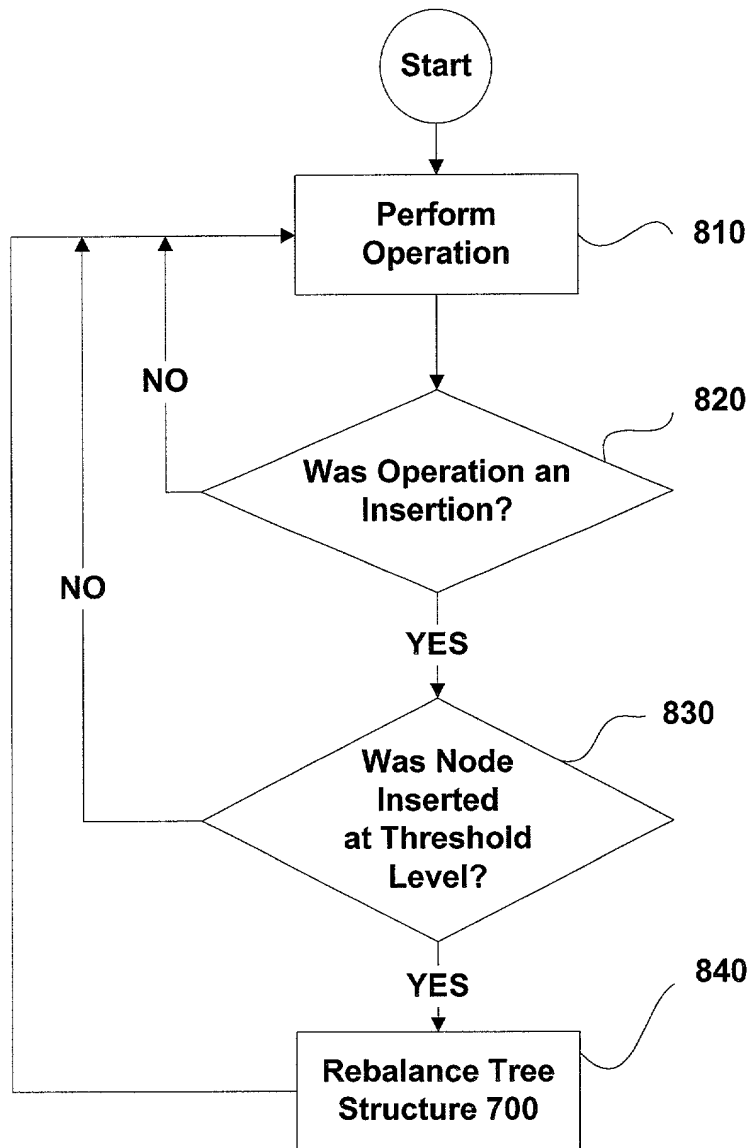 Start
Perform
Operation
810
NO
820
Was Operation an
Insertion?
NO
YES
830
Was Node
Inserted
at Threshold
Level?
YES
840
Rebalance Tree
Structure 700